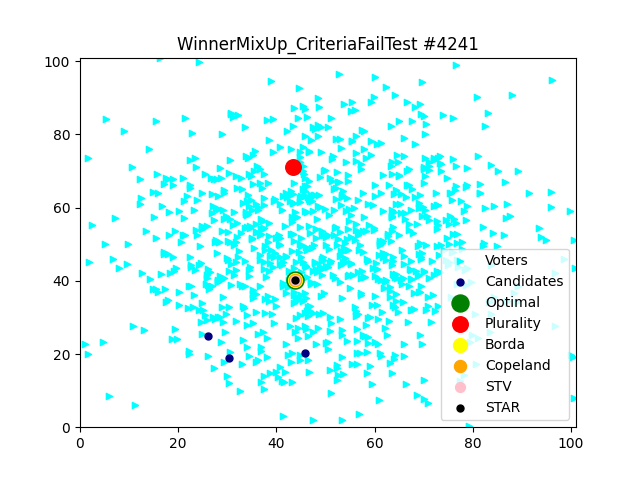 WinnerMixUp_CriteriaFailTest #4241
100
80
60
40
20
0
0 20 40 60 80 100
Voters
Candidates
Optimal
Plurality
Borda
Copeland
STV
STAR